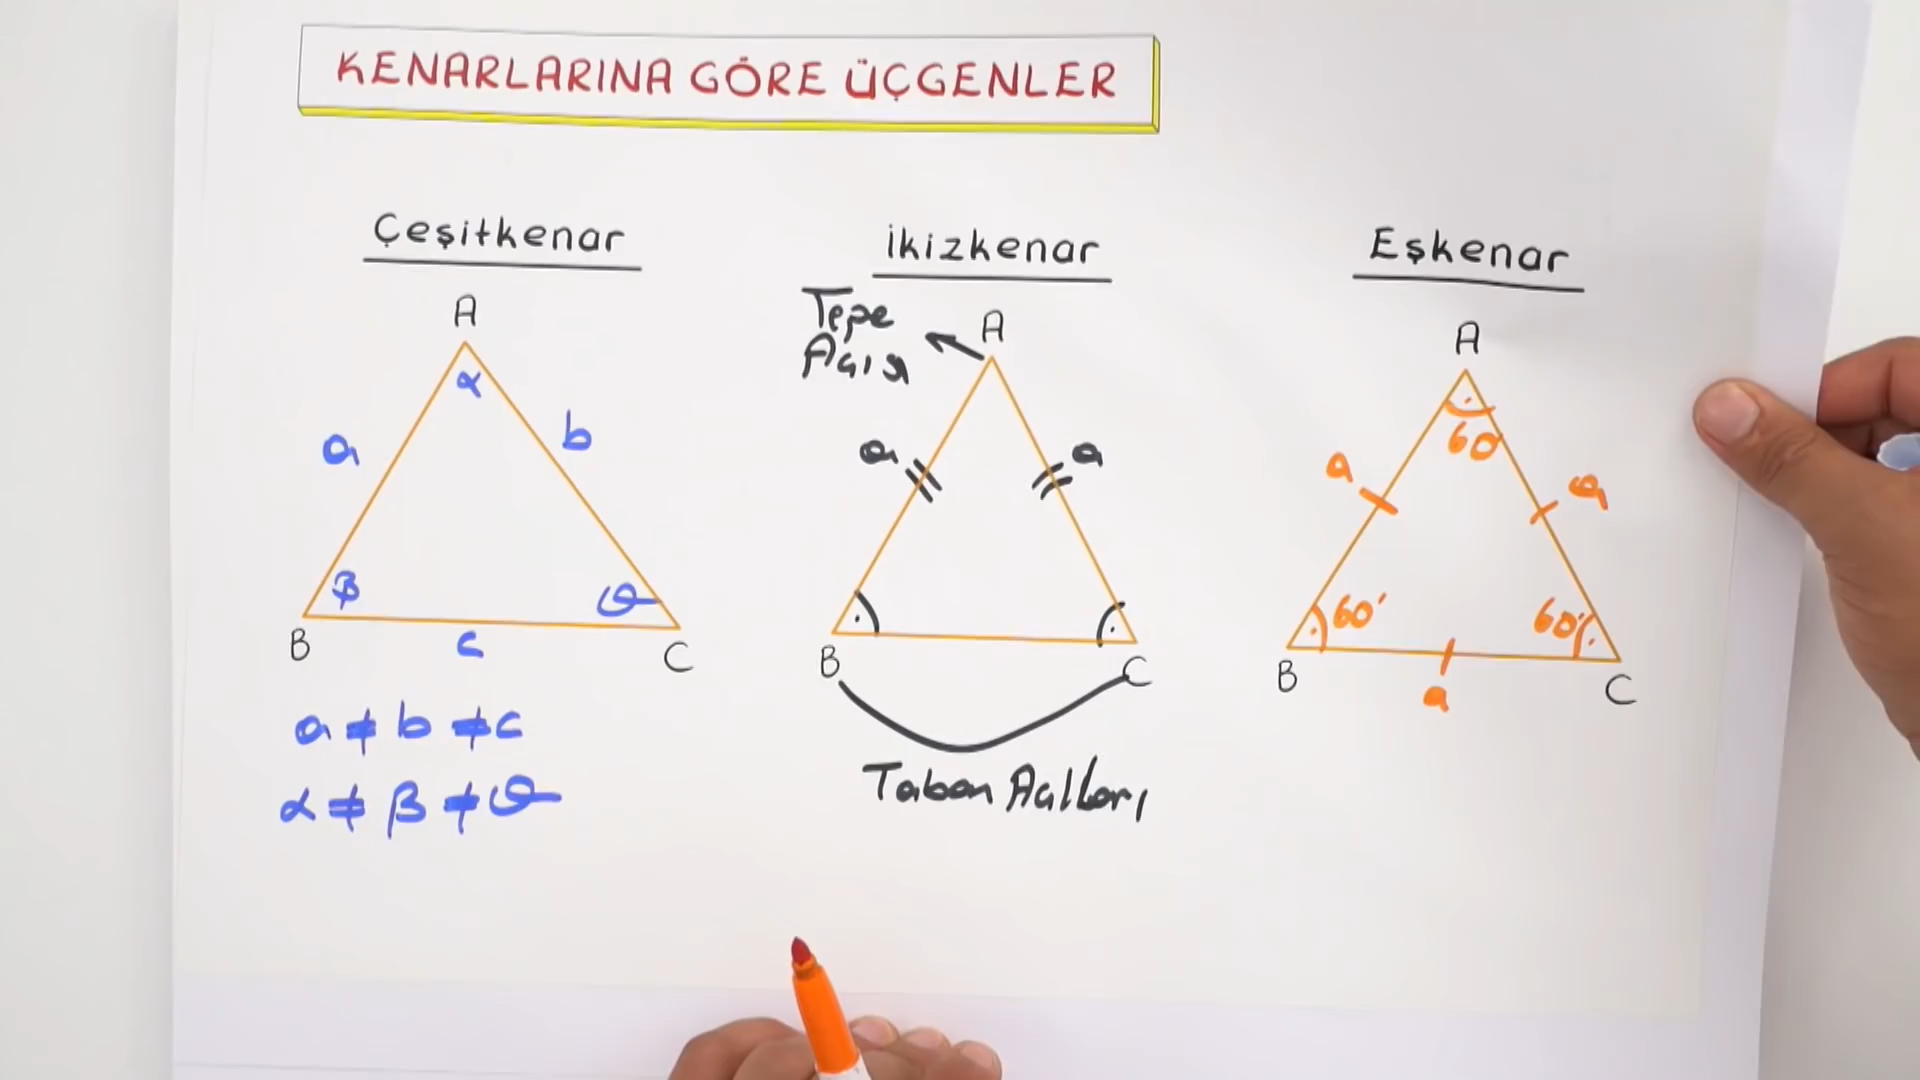 KENARLARINA GÖRE ÜÇGENLER
Çeşitkenar
A
α
a
b
β
θ
B
c
C
a ≠ b ≠ c
α ≠ β ≠ θ
İkizkenar
Tepe
Açısı
A
a
a
B
C
Taban Açıları
Eşkenar
A
60
a
a
60°
60°
B
a
C